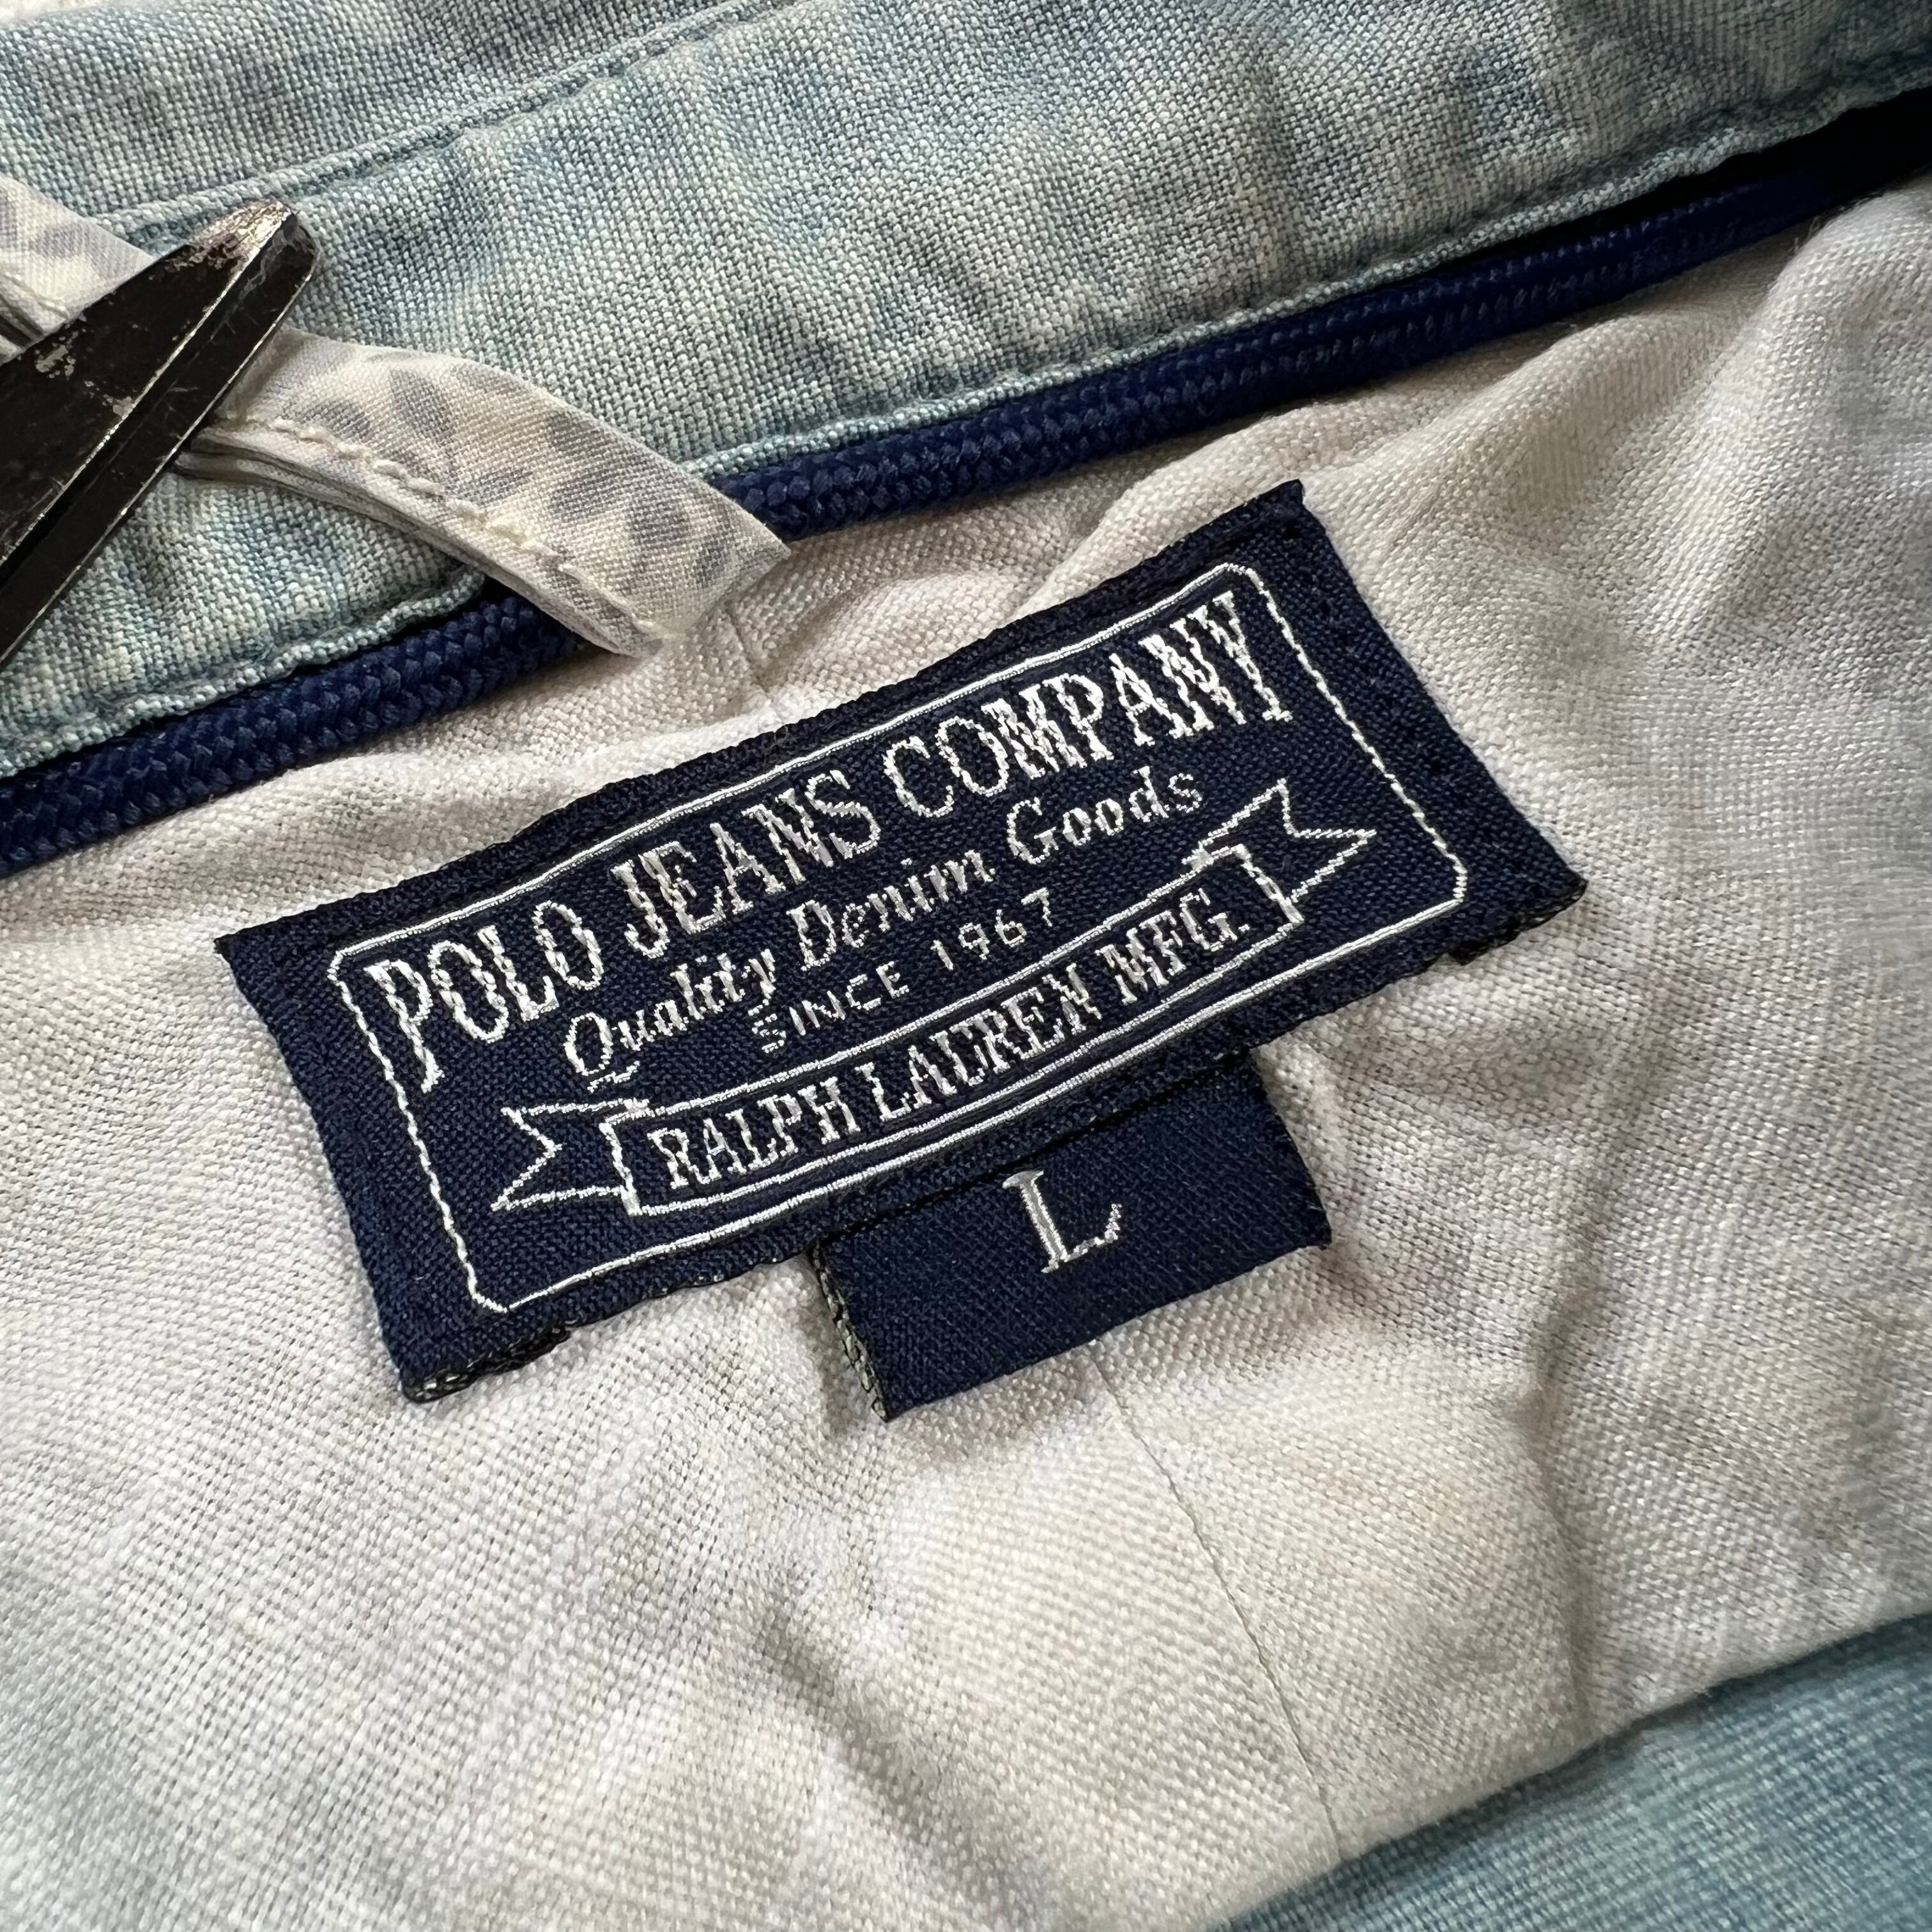 POLO JEANS COMPANY
Quality Denim Goods
SINCE 1967
RALPH LAUREN MFG.
L